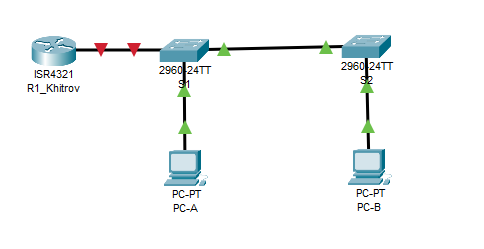 ISR4321
R1_Khitrov
2960-24TT
S1
2960-24TT
S2
PC-PT
PC-A
PC-PT
PC-B